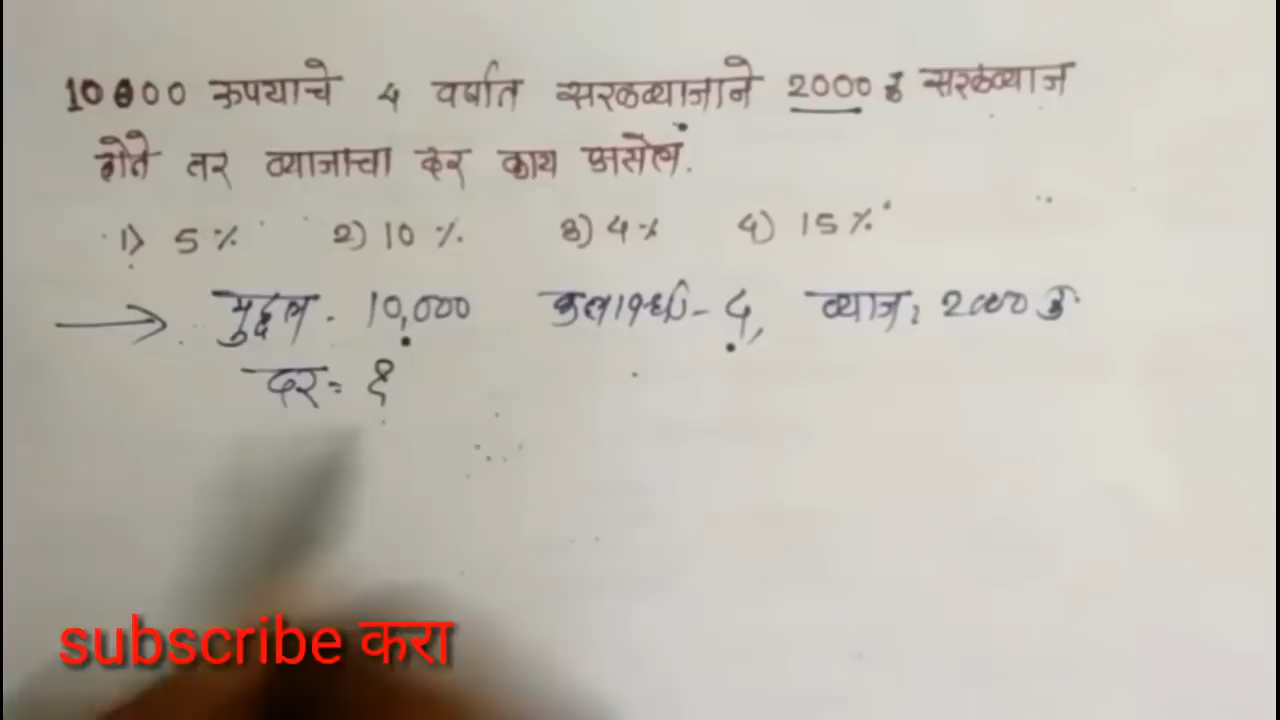 10000 रुपयाचे 4 वर्षात सरळव्याजाने 2000 रु सरळव्याज
होते तर व्याजाचा दर काय असेल.
1) 5% 2) 10 % 3) 4% 4) 15%
मुद्दल - 10,000 कालावधी - 4, व्याज = 2000 रु
दर = ?
subscribe करा